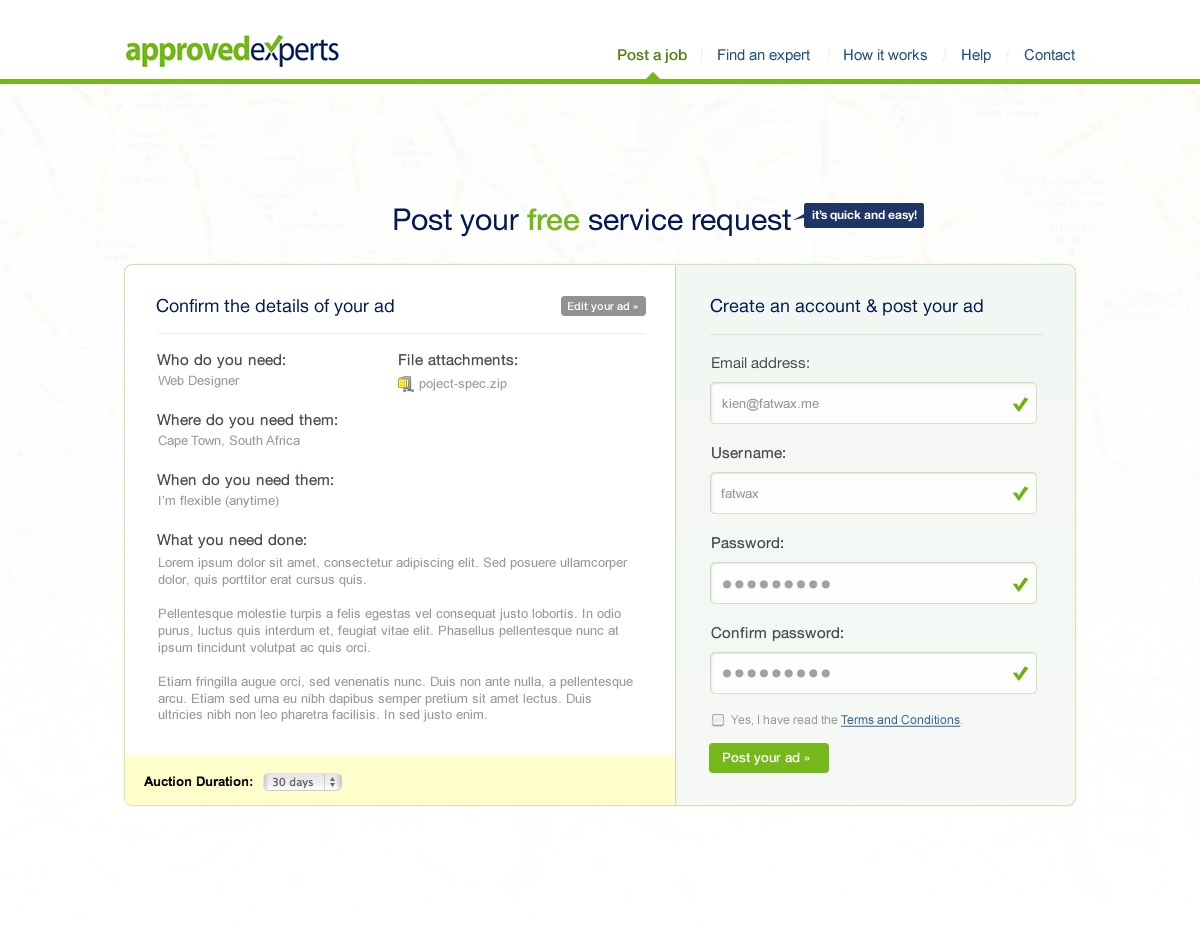 approvedexperts
Post a job
Find an expert
How it works
Help
Contact
Post your free service request
it's quick and easy!
Confirm the details of your ad
Edit your ad »
Who do you need:
Web Designer
File attachments:
poject-spec.zip
Where do you need them:
Cape Town, South Africa
When do you need them:
I'm flexible (anytime)
What you need done:
Lorem ipsum dolor sit amet, consectetur adipiscing elit. Sed posuere ullamcorper
dolor, quis porttitor erat cursus quis.
Pellentesque molestie turpis a felis egestas vel consequat justo lobortis. In odio
purus, luctus quis interdum et, feugiat vitae elit. Phasellus pellentesque nunc at
ipsum tincidunt volutpat ac quis orci.
Etiam fringilla augue orci, sed venenatis nunc. Duis non ante nulla, a pellentesque
arcu. Etiam sed urna eu nibh dapibus semper pretium sit amet lectus. Duis
ultricies nibh non leo pharetra facilisis. In sed justo enim.
Auction Duration:
30 days
Create an account & post your ad
Email address:
kien@fatwax.me
Username:
fatwax
Password:
Confirm password:
Yes, I have read the Terms and Conditions.
Post your ad »